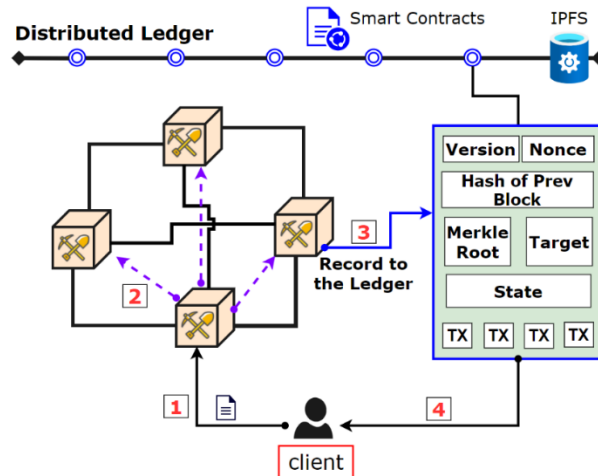 Smart Contracts
IPFS
Distributed Ledger
Version
Nonce
Hash of Prev
Block
Merkle
Root
Target
State
TX
TX
TX
TX
3
Record to
the Ledger
2
1
4
client